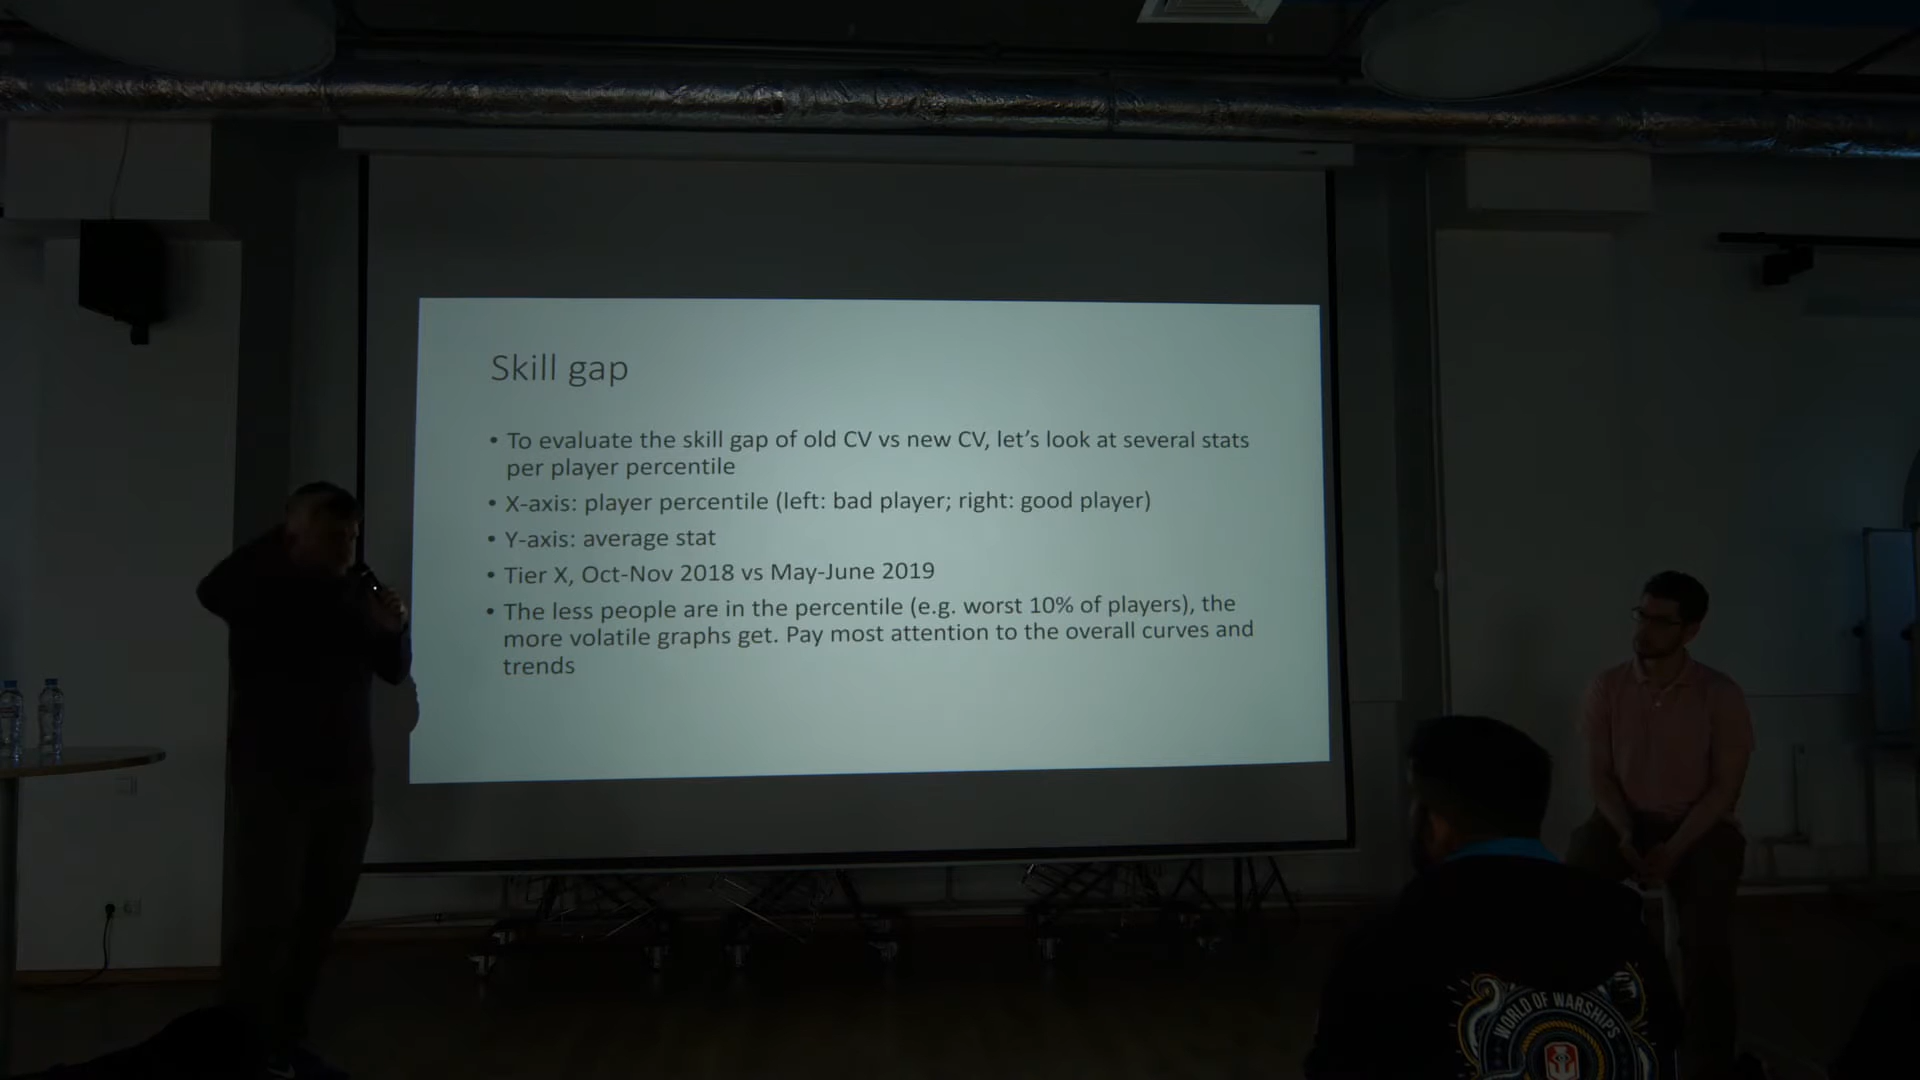 Skill gap
• To evaluate the skill gap of old CV vs new CV, let's look at several stats
per player percentile
• X-axis: player percentile (left: bad player; right: good player)
• Y-axis: average stat
• Tier X, Oct-Nov 2018 vs May-June 2019
• The less people are in the percentile (e.g. worst 10% of players), the
more volatile graphs get. Pay most attention to the overall curves and
trends
WORLD OF WARSHIPS